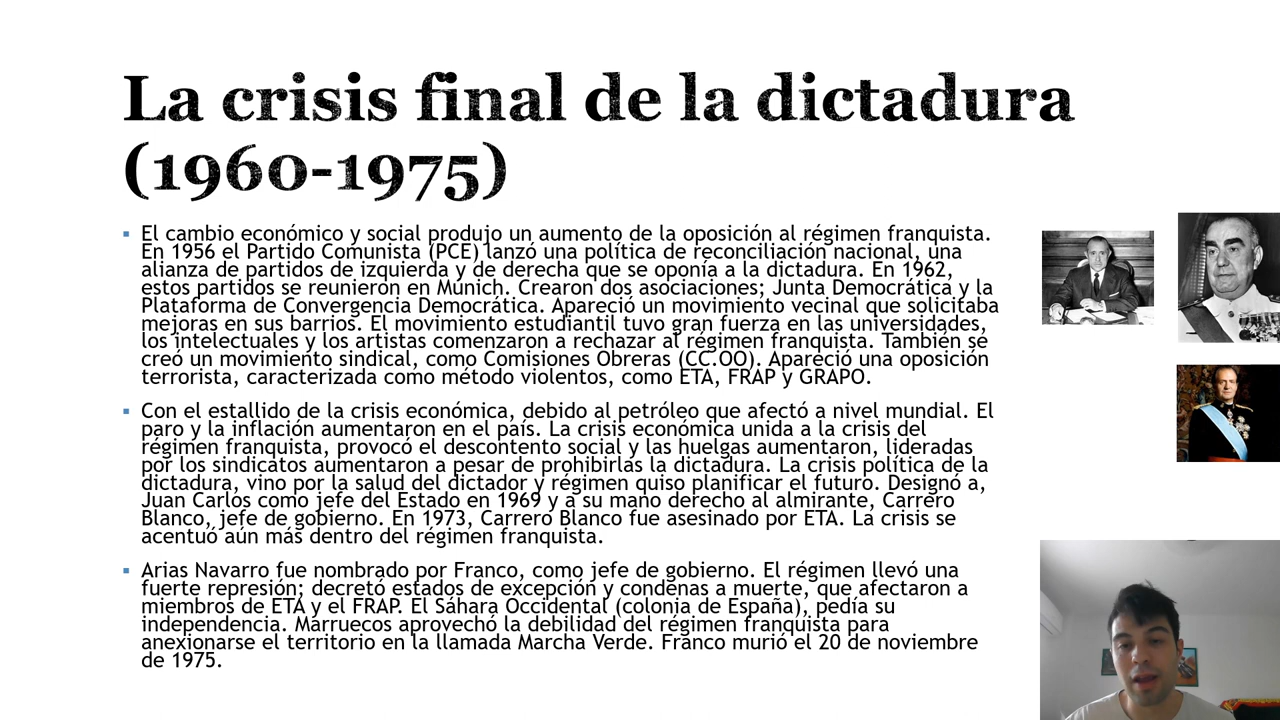 La crisis final de la dictadura
(1960-1975)
▪ El cambio económico y social produjo un aumento de la oposición al régimen franquista.
En 1956 el Partido Comunista (PCE) lanzó una política de reconciliación nacional, una
alianza de partidos de izquierda y de derecha que se oponía a la dictadura. En 1962,
estos partidos se reunieron en Múnich. Crearon dos asociaciones; Junta Democrática y la
Plataforma de Convergencia Democrática. Apareció un movimiento vecinal que solicitaba
mejoras en sus barrios. El movimiento estudiantil tuvo gran fuerza en las universidades,
los intelectuales y los artistas comenzaron a rechazar al régimen franquista. También se
creó un movimiento sindical, como Comisiones Obreras (CC.OO). Apareció una oposición
terrorista, caracterizada como método violentos, como ETA, FRAP y GRAPO.
▪ Con el estallido de la crisis económica, debido al petróleo que afectó a nivel mundial. El
paro y la inflación aumentaron en el país. La crisis económica unida a la crisis del
régimen franquista, provocó el descontento social y las huelgas aumentaron, lideradas
por los sindicatos aumentaron a pesar de prohibirlas la dictadura. La crisis política de la
dictadura, vino por la salud del dictador y régimen quiso planificar el futuro. Designó a,
Juan Carlos como jefe del Estado en 1969 y a su mano derecho al almirante, Carrero
Blanco, jefe de gobierno. En 1973, Carrero Blanco fue asesinado por ETA. La crisis se
acentuó aún más dentro del régimen franquista.
▪ Arias Navarro fue nombrado por Franco, como jefe de gobierno. El régimen llevó una
fuerte represión; decretó estados de excepción y condenas a muerte, que afectaron a
miembros de ETA y el FRAP. El Sáhara Occidental (colonia de España), pedía su
independencia. Marruecos aprovechó la debilidad del régimen franquista para
anexionarse el territorio en la llamada Marcha Verde. Franco murió el 20 de noviembre
de 1975.